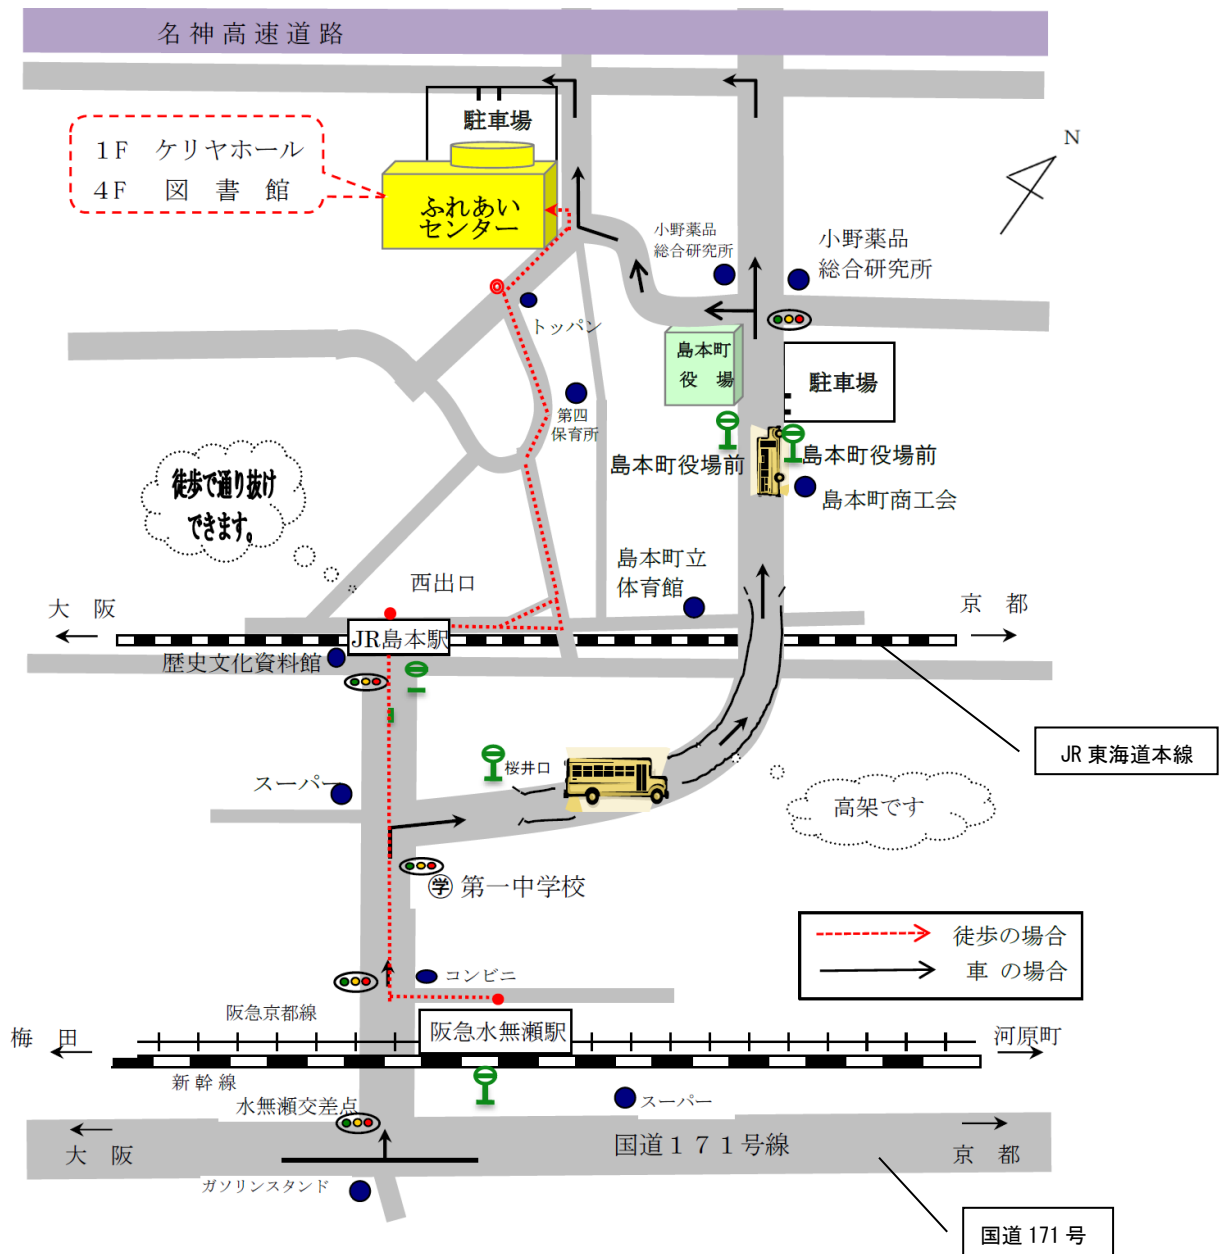 名神高速道路
駐車場
1F ケリヤホール
4F 図 書 館
N
ふれあい
センター
小野薬品
総合研究所
小野薬品
総合研究所
トッパン
島本町
役 場
駐車場
第四
保育所
島本町役場前
島本町役場前
島本町商工会
徒歩で通り抜け
できます。
島本町立
体育館
西出口
大 阪
京 都
JR島本駅
歴史文化資料館
JR東海道本線
桜井口
スーパー
高架です
学 第一中学校
徒歩の場合
車 の場合
コンビニ
阪急京都線
梅 田
阪急水無瀬駅
河原町
新幹線
水無瀬交差点
スーパー
大 阪
国道171号線
京 都
ガソリンスタンド
国道171号